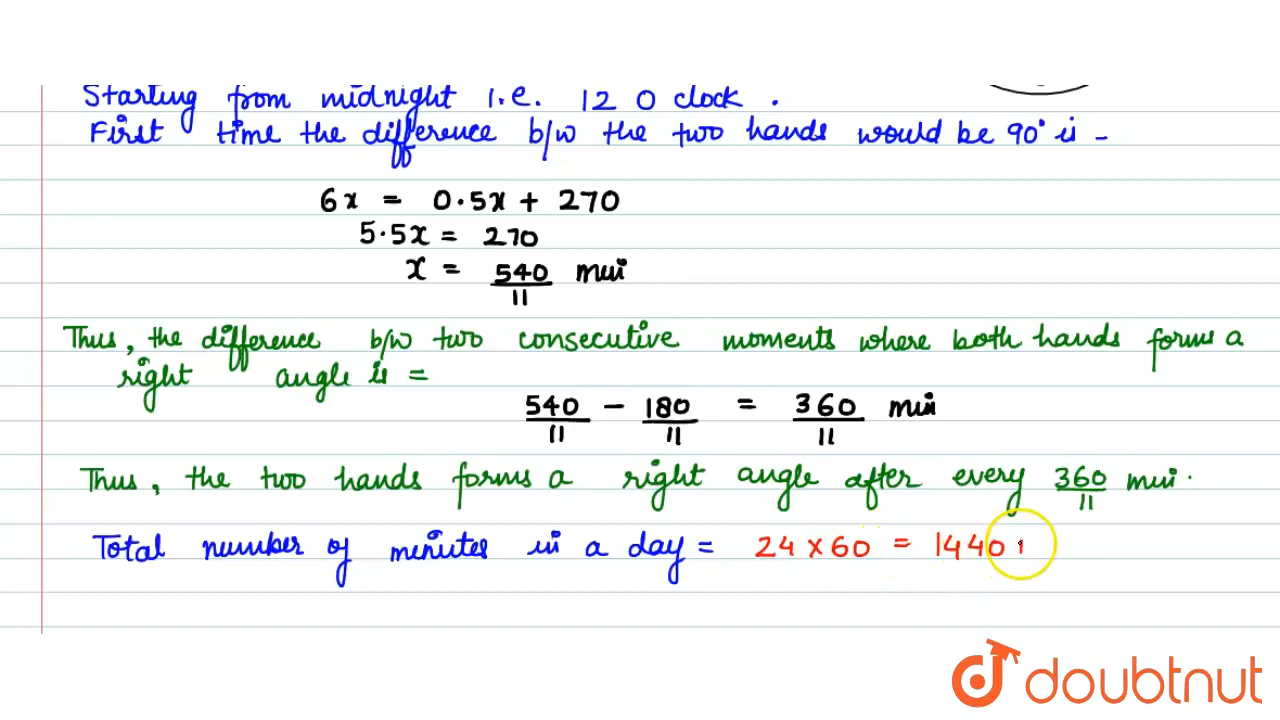 Starting from midnight i.e. 12 O clock .
First time the difference b/w the two hands would be 90° is -
6x = 0.5x + 270
5.5x = 270
x = 540/11 min
Thus, the difference b/w two consecutive moments where both hands forms a
right angle is =
540/11 - 180/11 = 360/11 min
Thus, the two hands forms a right angle after every 360/11 min.
Total number of minutes in a day = 24 x 60 = 1440
doubtnut